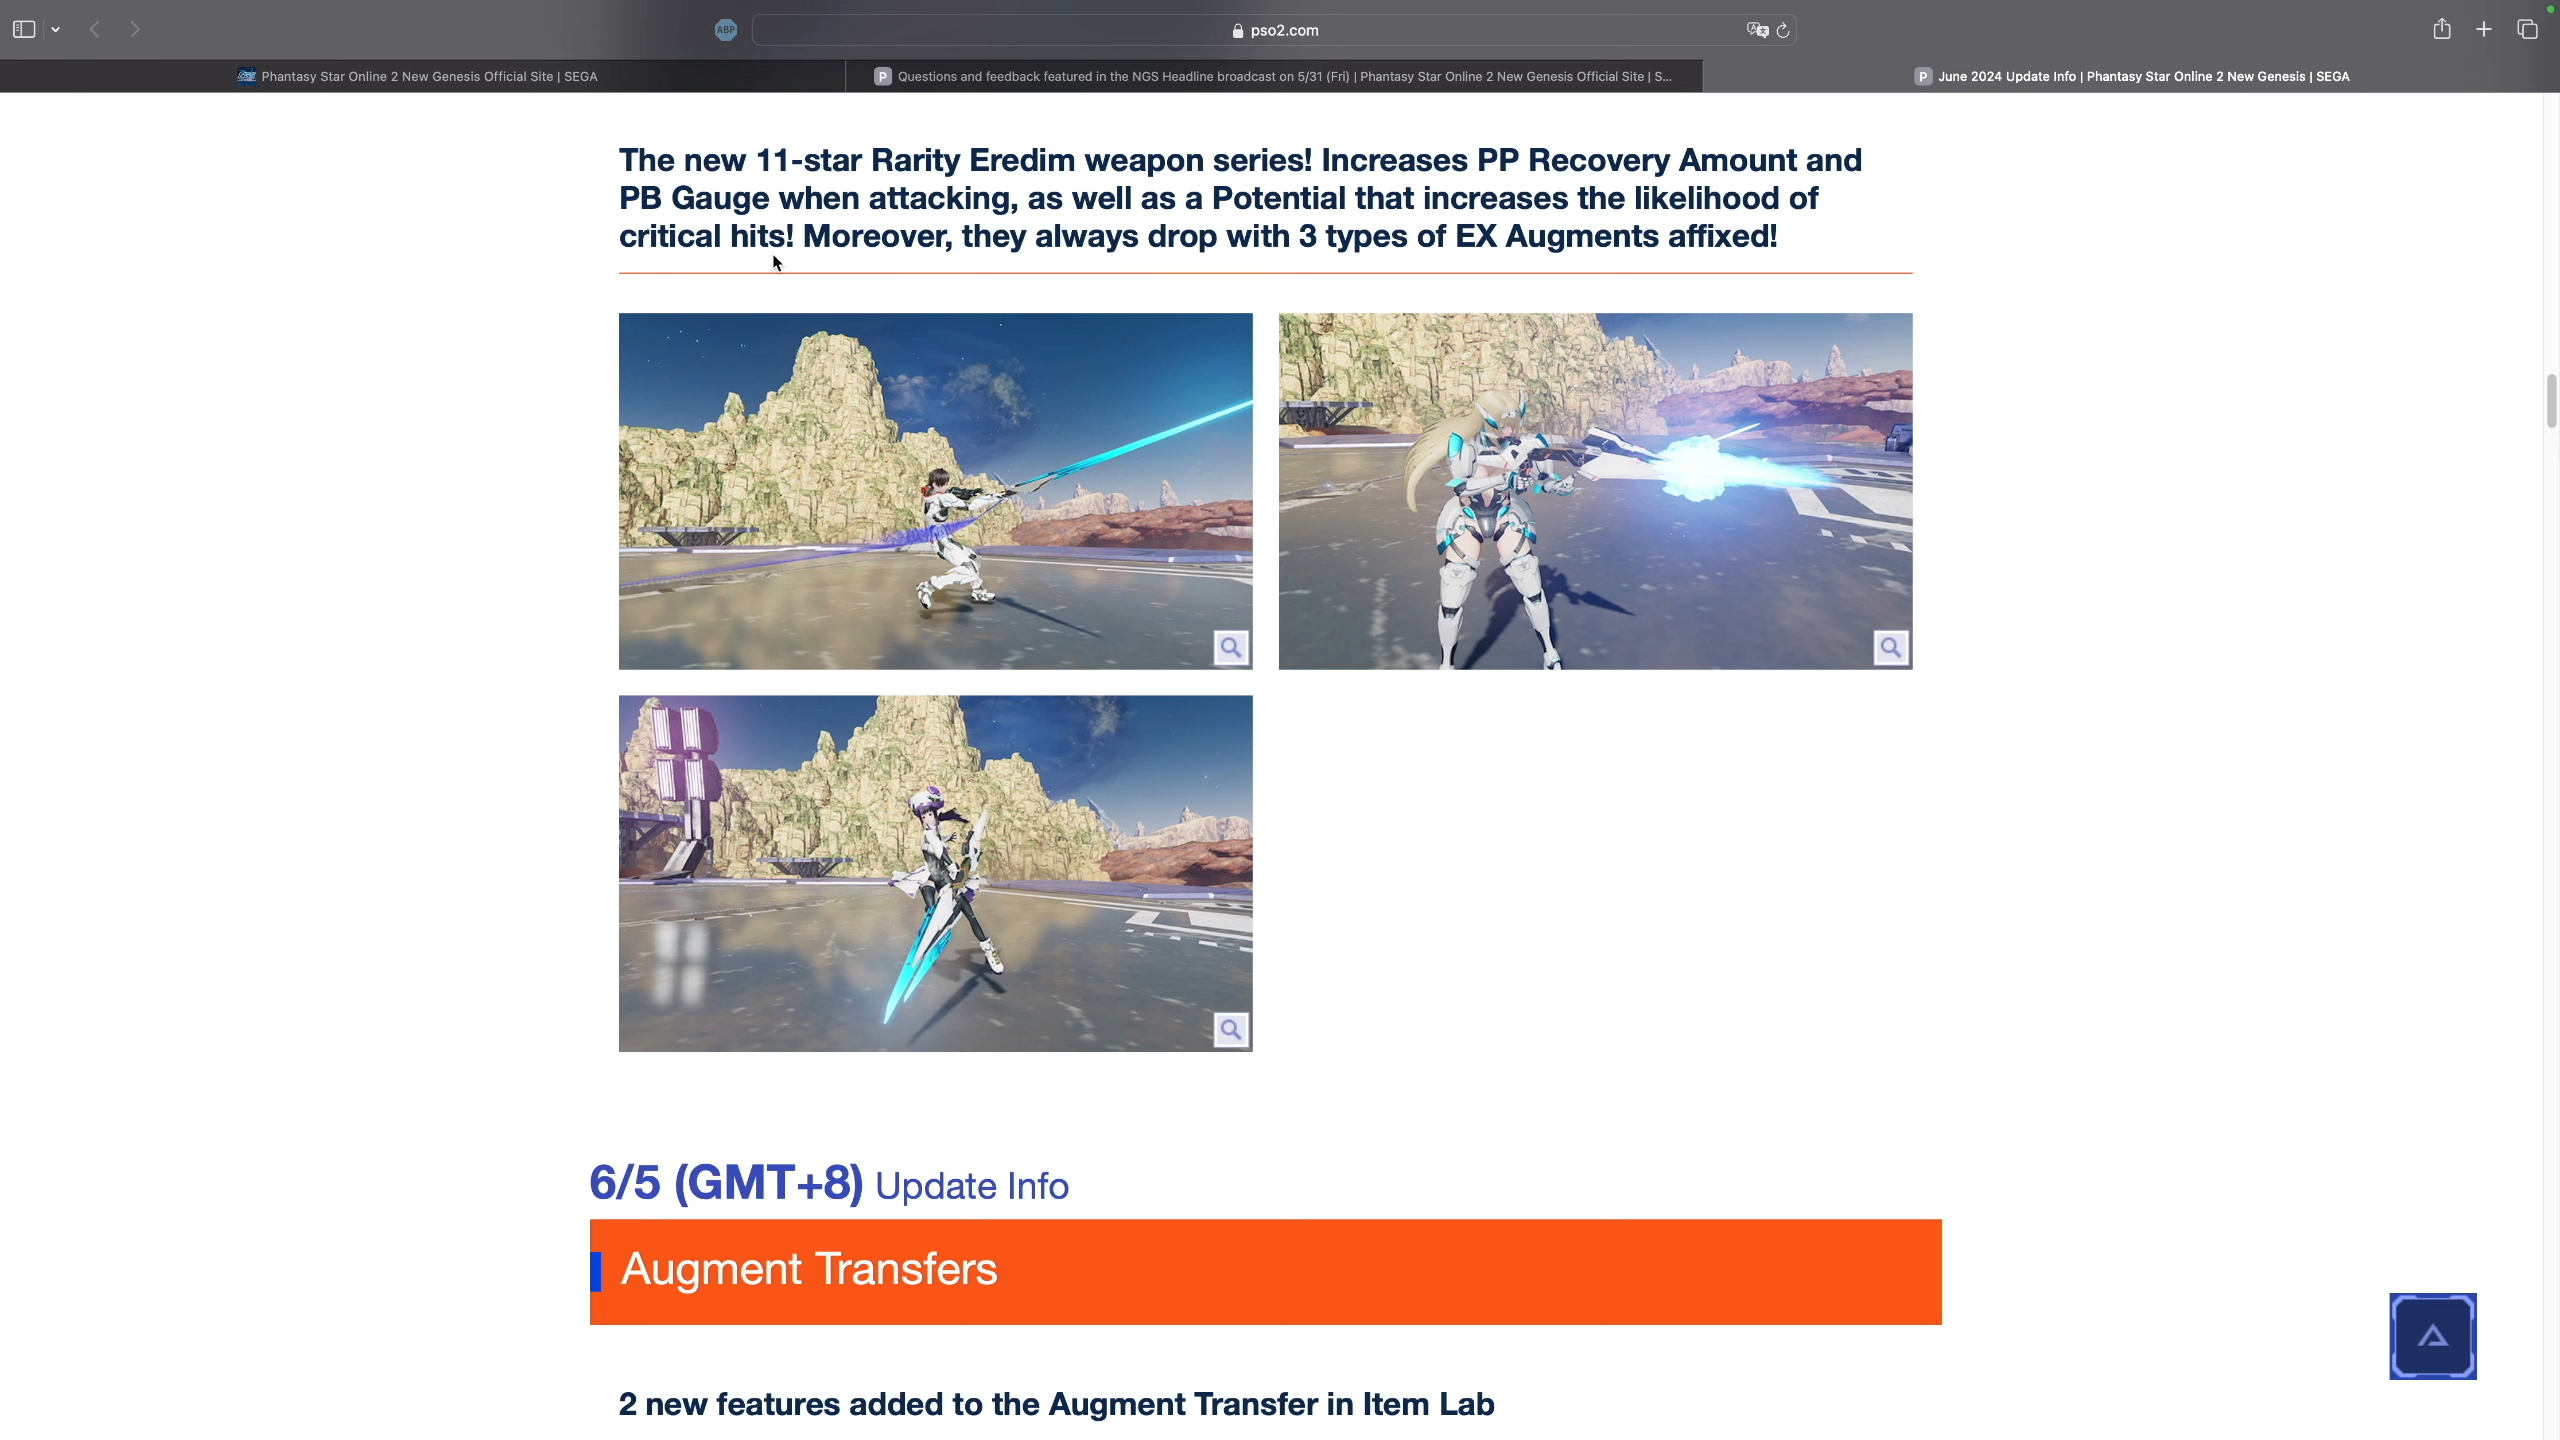 ABP
pso2.com
Phantasy Star Online 2 New Genesis Official Site | SEGA
P Questions and feedback featured in the NGS Headline broadcast on 5/31 (Fri) | Phantasy Star Online 2 New Genesis Official Site | S...
P June 2024 Update Info | Phantasy Star Online 2 New Genesis | SEGA
The new 11-star Rarity Eredim weapon series! Increases PP Recovery Amount and
PB Gauge when attacking, as well as a Potential that increases the likelihood of
critical hits! Moreover, they always drop with 3 types of EX Augments affixed!
6/5 (GMT+8) Update Info
Augment Transfers
2 new features added to the Augment Transfer in Item Lab